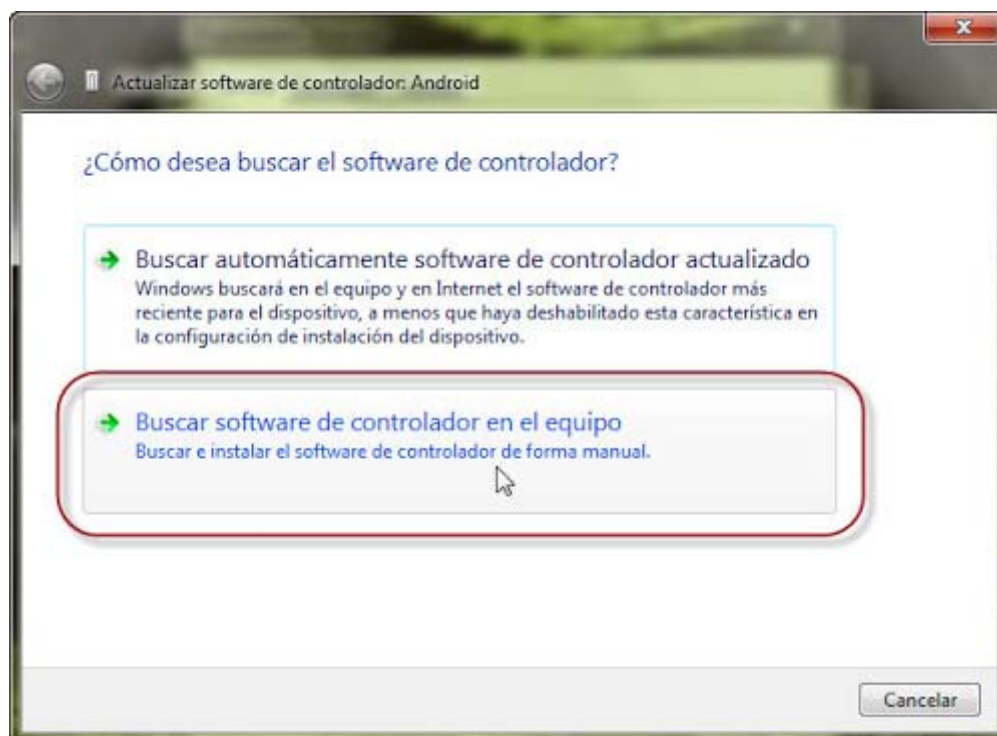 Actualizar software de controlador: Android
¿Cómo desea buscar el software de controlador?
Buscar automáticamente software de controlador actualizado
Windows buscará en el equipo y en Internet el software de controlador más
reciente para el dispositivo, a menos que haya deshabilitado esta característica en
la configuración de instalación del dispositivo.
Buscar software de controlador en el equipo
Buscar e instalar el software de controlador de forma manual.
Cancelar